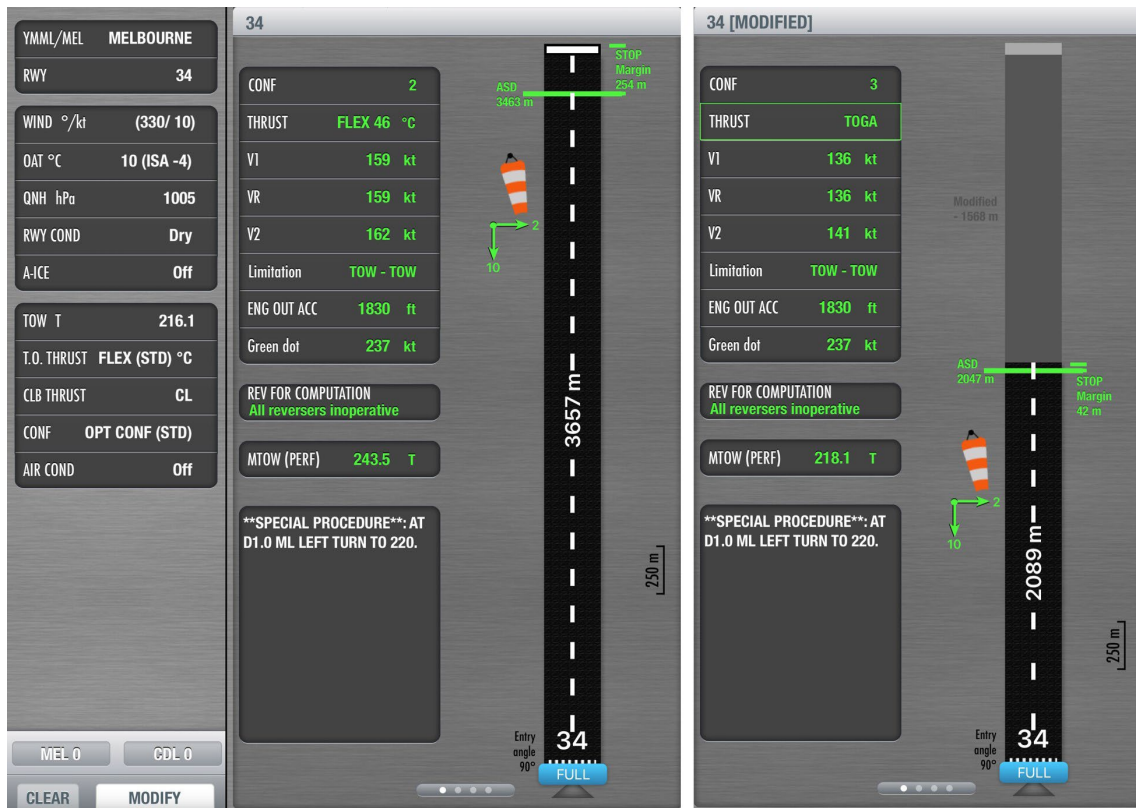 YMML/MEL MELBOURNE
RWY 34
WIND °/kt (330/ 10)
OAT °C 10 (ISA -4)
QNH hPa 1005
RWY COND Dry
A-ICE Off
TOW T 216.1
T.O. THRUST FLEX (STD) °C
CLB THRUST CL
CONF OPT CONF (STD)
AIR COND Off
MEL 0 CDL 0
CLEAR MODIFY
34
CONF 2
THRUST FLEX 46 °C
V1 159 kt
VR 159 kt
V2 162 kt
Limitation TOW - TOW
ENG OUT ACC 1830 ft
Green dot 237 kt
REV FOR COMPUTATION
All reversers inoperative
MTOW (PERF) 243.5 T
**SPECIAL PROCEDURE**: AT
D1.0 ML LEFT TURN TO 220.
STOP
Margin
254 m
ASD
3463 m
2
10
3657 m
250 m
Entry
angle
90°
34
FULL
34 [MODIFIED]
CONF 3
THRUST TOGA
V1 136 kt
VR 136 kt
V2 141 kt
Limitation TOW - TOW
ENG OUT ACC 1830 ft
Green dot 237 kt
REV FOR COMPUTATION
All reversers inoperative
MTOW (PERF) 218.1 T
**SPECIAL PROCEDURE**: AT
D1.0 ML LEFT TURN TO 220.
Modified
- 1568 m
ASD
2047 m
STOP
Margin
42 m
2
10
2089 m
250 m
Entry
angle
90°
34
FULL